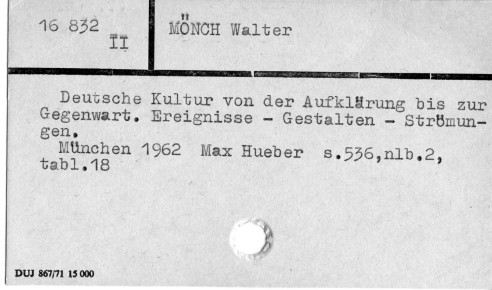 16 832
II
MÖNCH Walter
Deutsche Kultur von der Aufklärung bis zur
Gegenwart. Ereignisse - Gestalten - Strömun-
gen.
München 1962 Max Hueber s.536,nlb.2,
tabl.18
DUJ 867/71 15 000